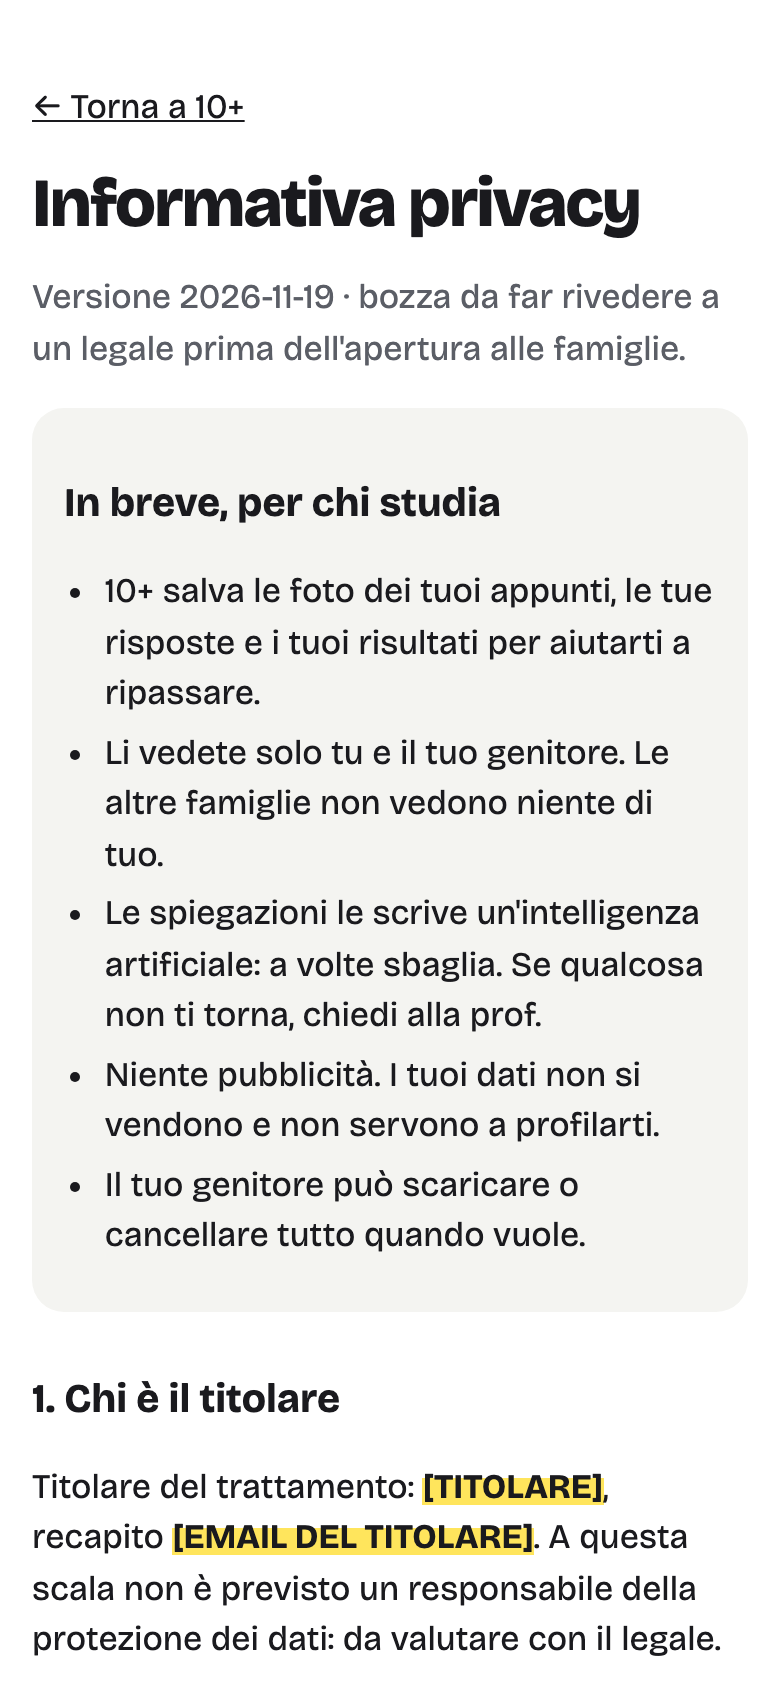 ← Torna a 10+
Informativa privacy
Versione 2026-11-19 · bozza da far rivedere a
un legale prima dell'apertura alle famiglie.
In breve, per chi studia
• 10+ salva le foto dei tuoi appunti, le tue
risposte e i tuoi risultati per aiutarti a
ripassare.
• Li vedete solo tu e il tuo genitore. Le
altre famiglie non vedono niente di
tuo.
• Le spiegazioni le scrive un'intelligenza
artificiale: a volte sbaglia. Se qualcosa
non ti torna, chiedi alla prof.
• Niente pubblicità. I tuoi dati non si
vendono e non servono a profilarti.
• Il tuo genitore può scaricare o
cancellare tutto quando vuole.
1. Chi è il titolare
Titolare del trattamento: [TITOLARE],
recapito [EMAIL DEL TITOLARE]. A questa
scala non è previsto un responsabile della
protezione dei dati: da valutare con il legale.